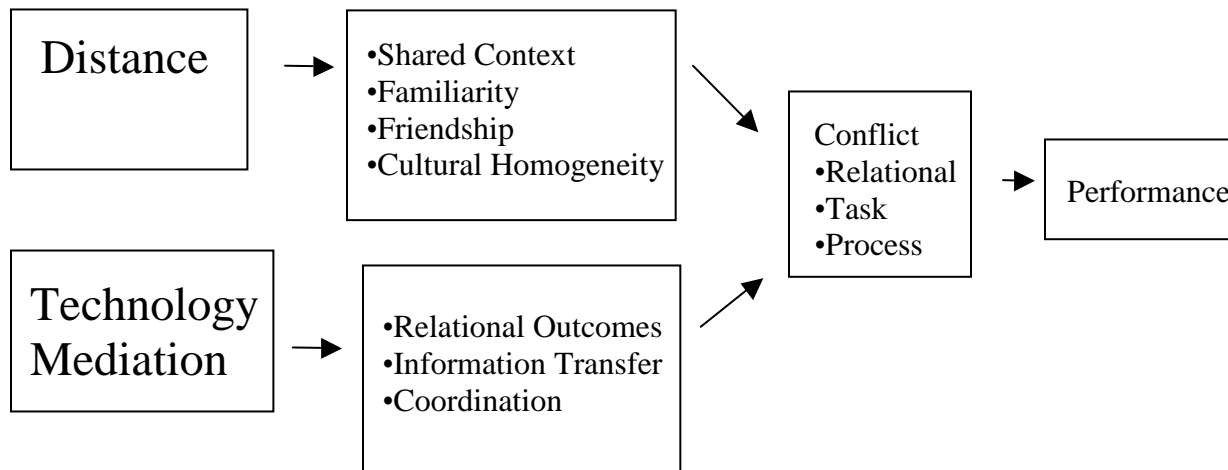 Distance
•Shared Context
•Familiarity
•Friendship
•Cultural Homogeneity
Technology
Mediation
•Relational Outcomes
•Information Transfer
•Coordination
Conflict
•Relational
•Task
•Process
Performance